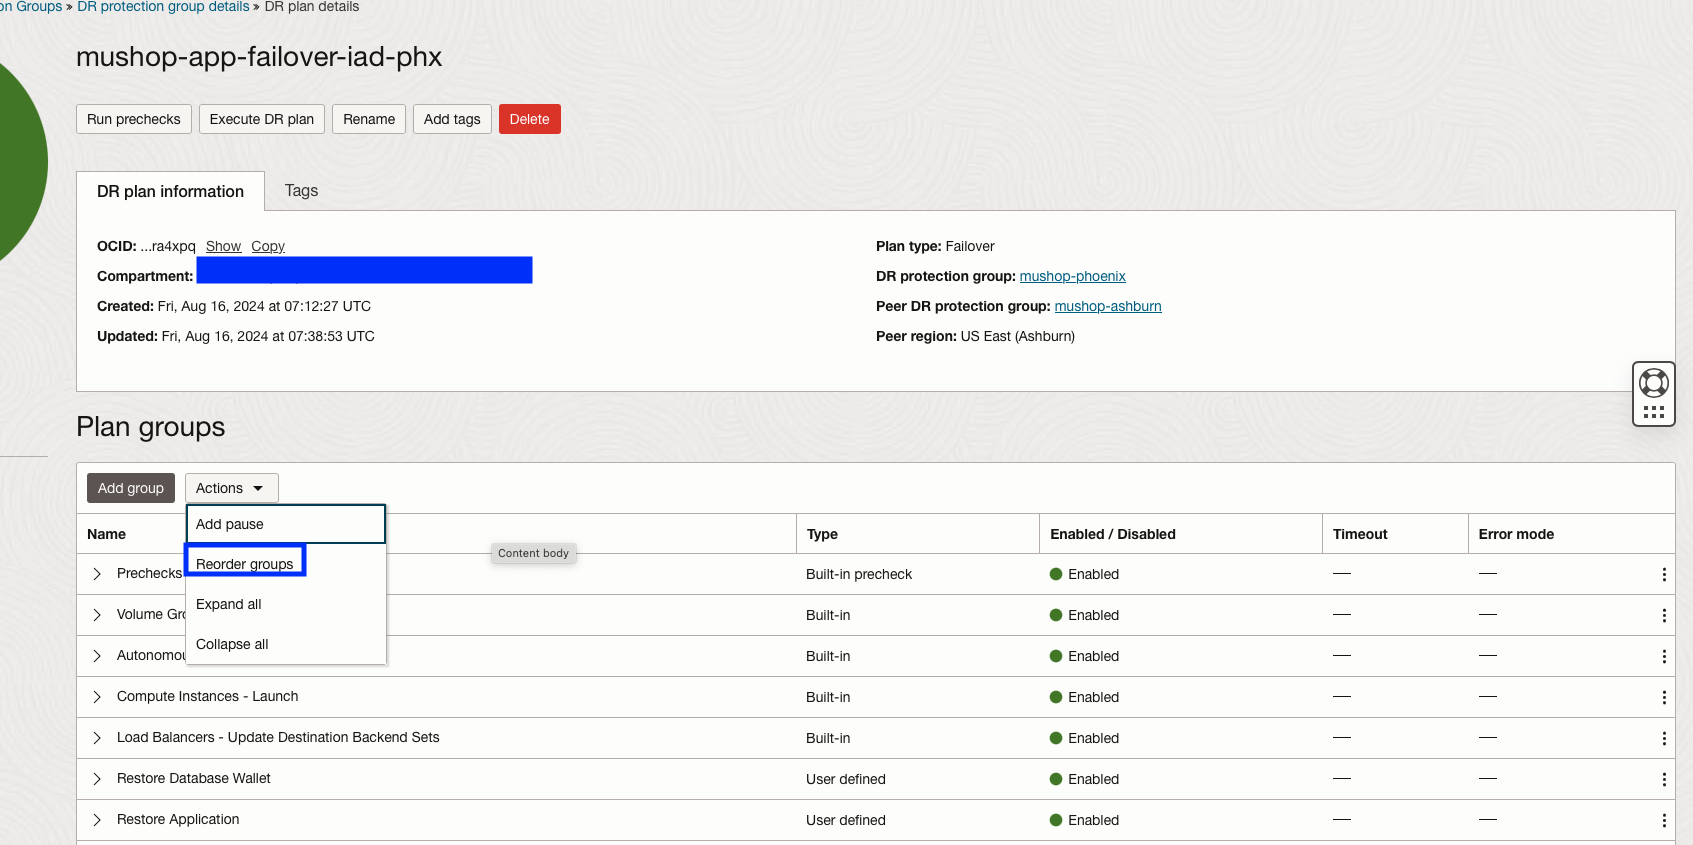 on Groups » DR protection group details » DR plan details
mushop-app-failover-iad-phx
Run prechecks Execute DR plan Rename Add tags Delete
DR plan information Tags
OCID: ...ra4xpq Show Copy Plan type: Failover
Compartment: DR protection group: mushop-phoenix
Created: Fri, Aug 16, 2024 at 07:12:27 UTC Peer DR protection group: mushop-ashburn
Updated: Fri, Aug 16, 2024 at 07:38:53 UTC Peer region: US East (Ashburn)
Plan groups
Add group Actions
Add pause
Name Type Enabled / Disabled Timeout Error mode
Content body
Reorder groups
Prechecks Built-in precheck Enabled — —
Expand all
Volume Gro Built-in Enabled — —
Collapse all
Autonomou Built-in Enabled — —
Compute Instances - Launch Built-in Enabled — —
Load Balancers - Update Destination Backend Sets Built-in Enabled — —
Restore Database Wallet User defined Enabled — —
Restore Application User defined Enabled — —